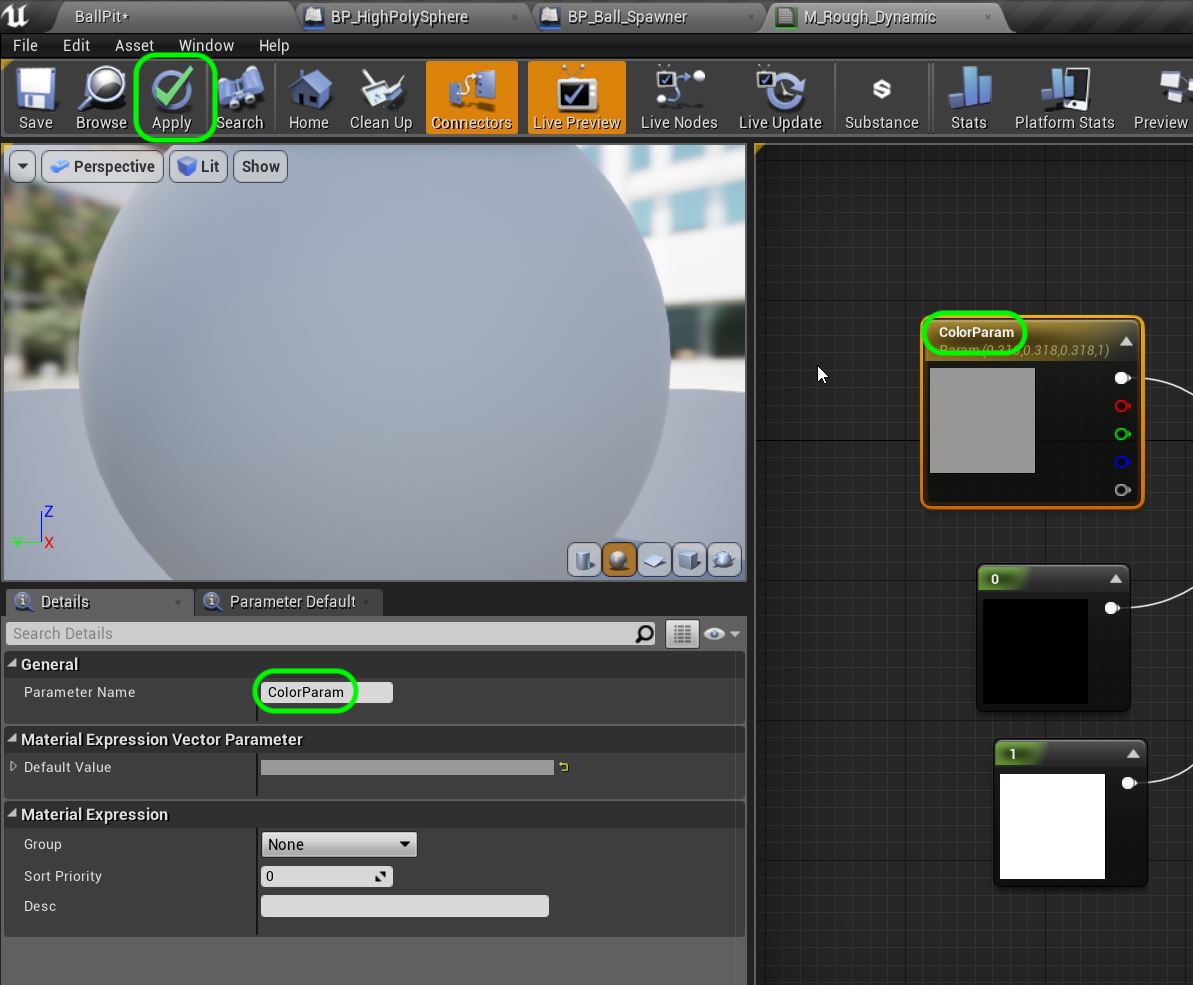 BallPit*
BP_HighPolySphere
BP_Ball_Spawner
M_Rough_Dynamic
File Edit Asset Window Help
Save Browse Apply Search Home Clean Up Connectors Live Preview Live Nodes Live Update Substance Stats Platform Stats Preview
Perspective Lit Show
ColorParam
Param (0.318,0.318,0.318,1)
0
1
Z
Y X
Details Parameter Default
Search Details
General
Parameter Name ColorParam
Material Expression Vector Parameter
Default Value
Material Expression
Group None
Sort Priority 0
Desc